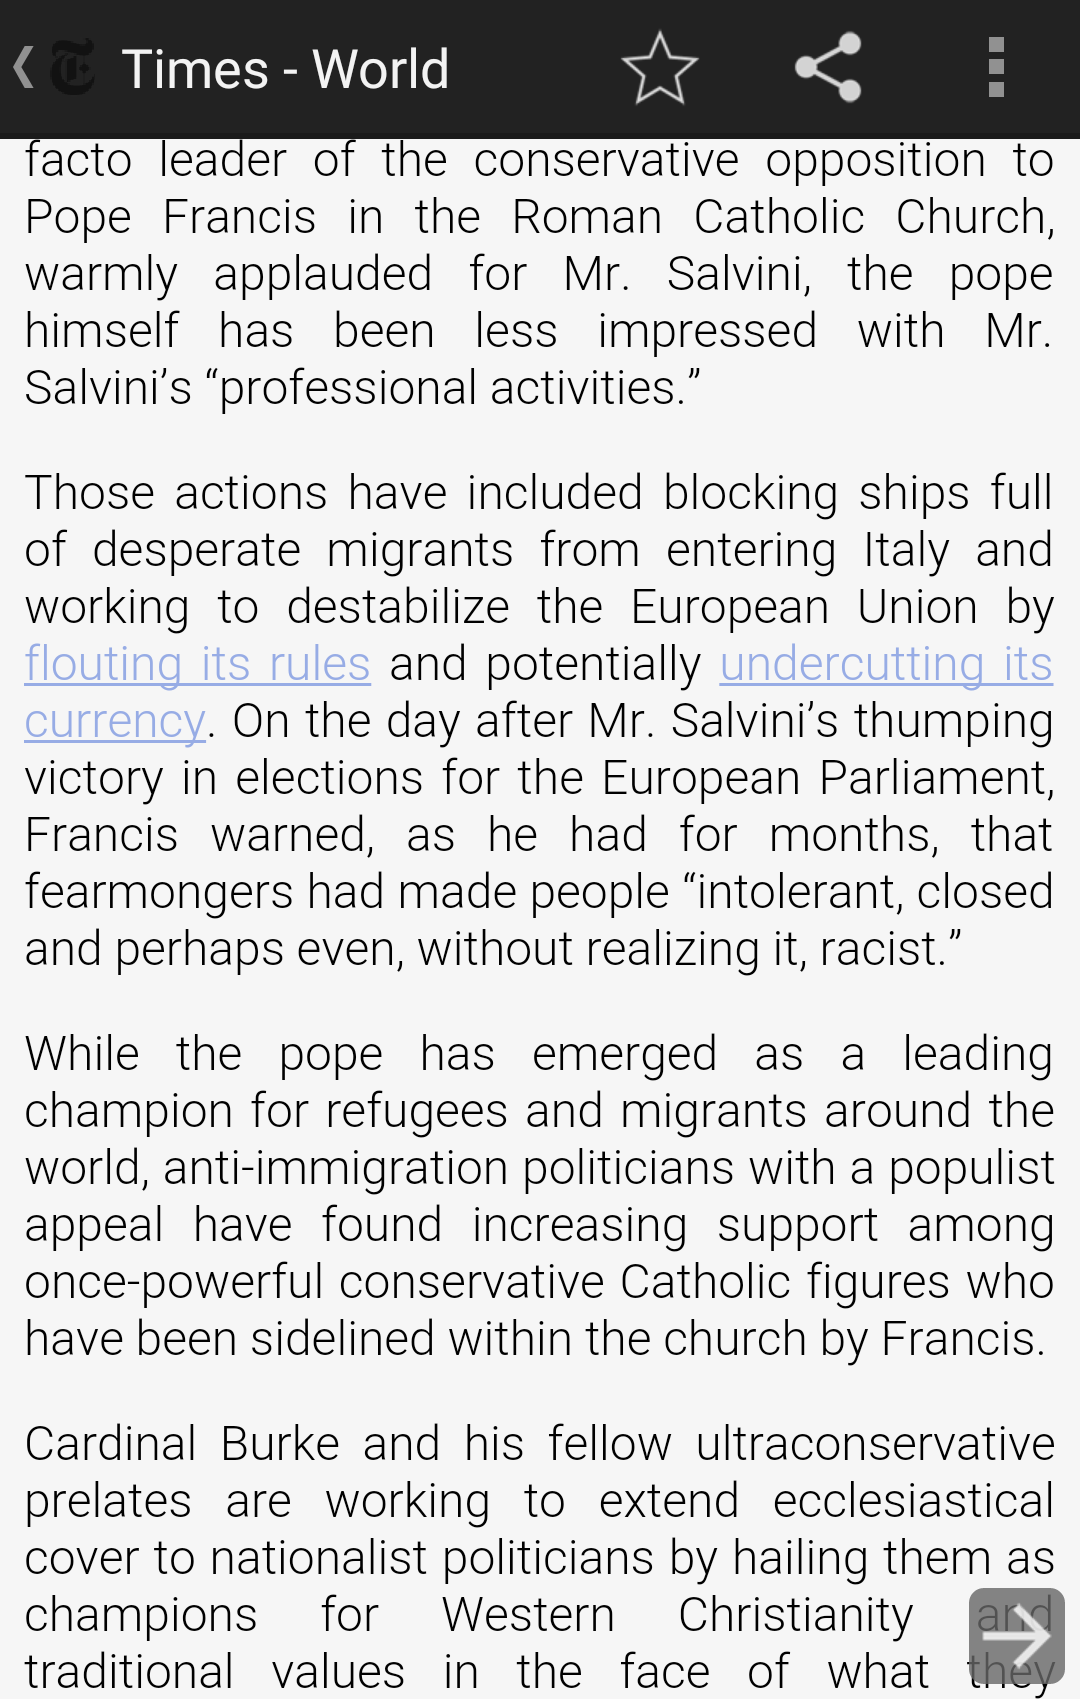 Times - World
facto leader of the conservative opposition to
Pope Francis in the Roman Catholic Church,
warmly applauded for Mr. Salvini, the pope
himself has been less impressed with Mr.
Salvini’s “professional activities.”
Those actions have included blocking ships full
of desperate migrants from entering Italy and
working to destabilize the European Union by
flouting its rules and potentially undercutting its
currency. On the day after Mr. Salvini’s thumping
victory in elections for the European Parliament,
Francis warned, as he had for months, that
fearmongers had made people “intolerant, closed
and perhaps even, without realizing it, racist.”
While the pope has emerged as a leading
champion for refugees and migrants around the
world, anti-immigration politicians with a populist
appeal have found increasing support among
once-powerful conservative Catholic figures who
have been sidelined within the church by Francis.
Cardinal Burke and his fellow ultraconservative
prelates are working to extend ecclesiastical
cover to nationalist politicians by hailing them as
champions for Western Christianity and
traditional values in the face of what they